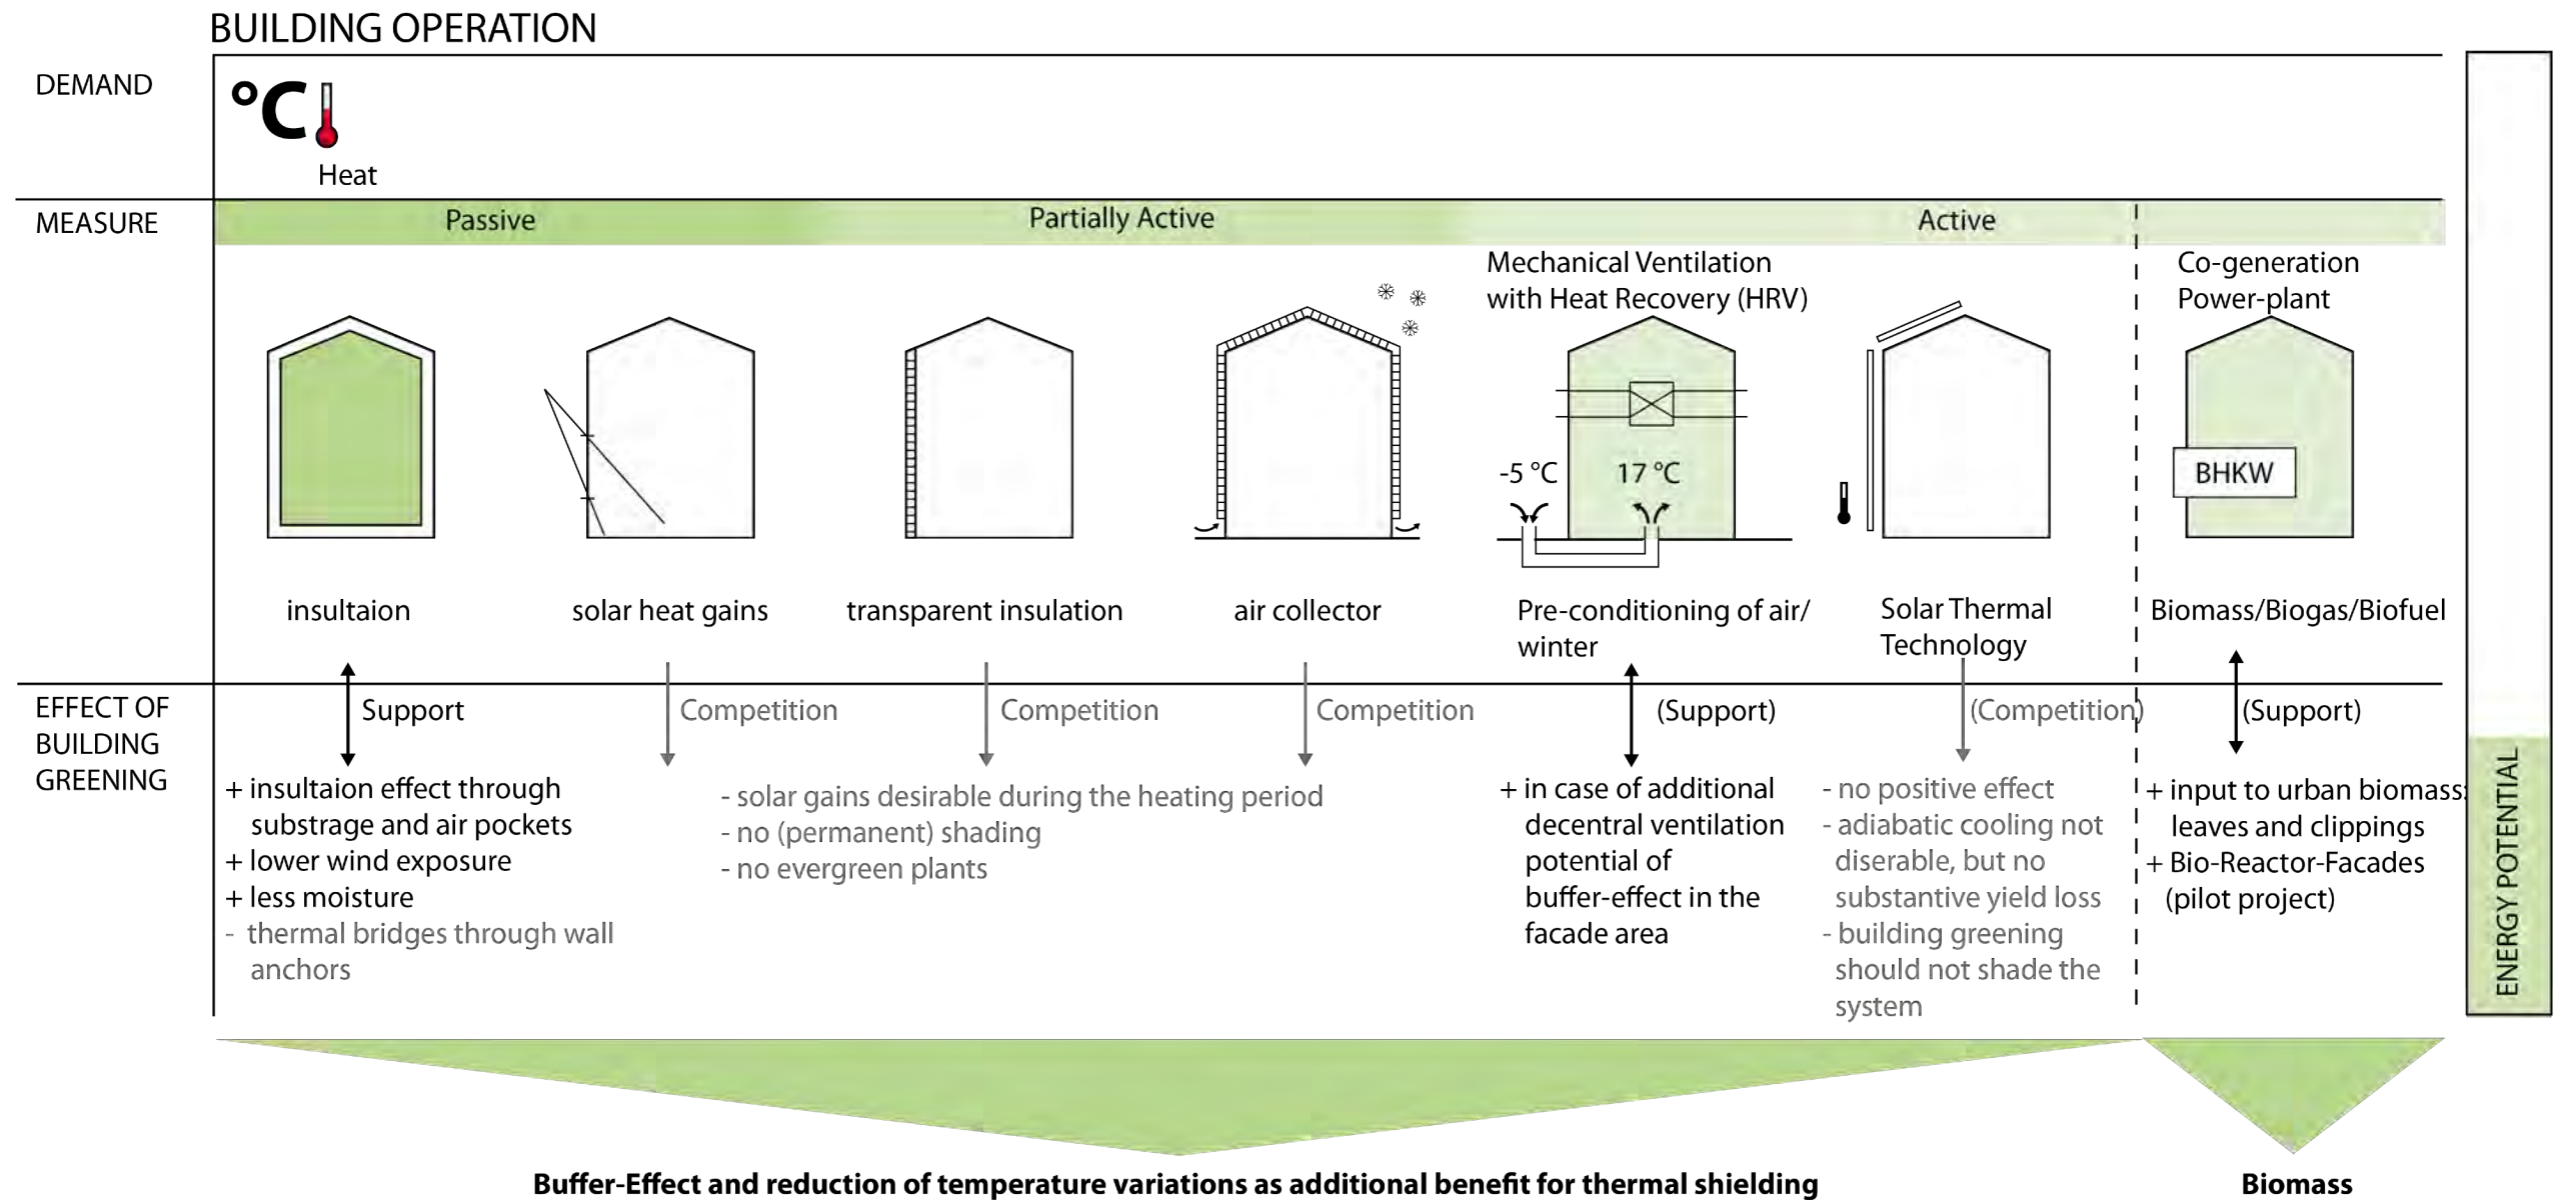 BUILDING OPERATION
DEMAND
°C
Heat
MEASURE
Passive
Partially Active
Active
Mechanical Ventilation
with Heat Recovery (HRV)
Co-generation
Power-plant
-5 °C
17 °C
BHKW
insultaion
solar heat gains
transparent insulation
air collector
Pre-conditioning of air/
winter
Solar Thermal
Technology
Biomass/Biogas/Biofuel
EFFECT OF
BUILDING
GREENING
Support
Competition
Competition
Competition
(Support)
(Competition)
(Support)
+ insultaion effect through
substrage and air pockets
+ lower wind exposure
+ less moisture
- thermal bridges through wall
anchors
- solar gains desirable during the heating period
- no (permanent) shading
- no evergreen plants
+ in case of additional
decentral ventilation
potential of
buffer-effect in the
facade area
- no positive effect
- adiabatic cooling not
diserable, but no
substantive yield loss
- building greening
should not shade the
system
+ input to urban biomass:
leaves and clippings
+ Bio-Reactor-Facades
(pilot project)
ENERGY POTENTIAL
Buffer-Effect and reduction of temperature variations as additional benefit for thermal shielding
Biomass